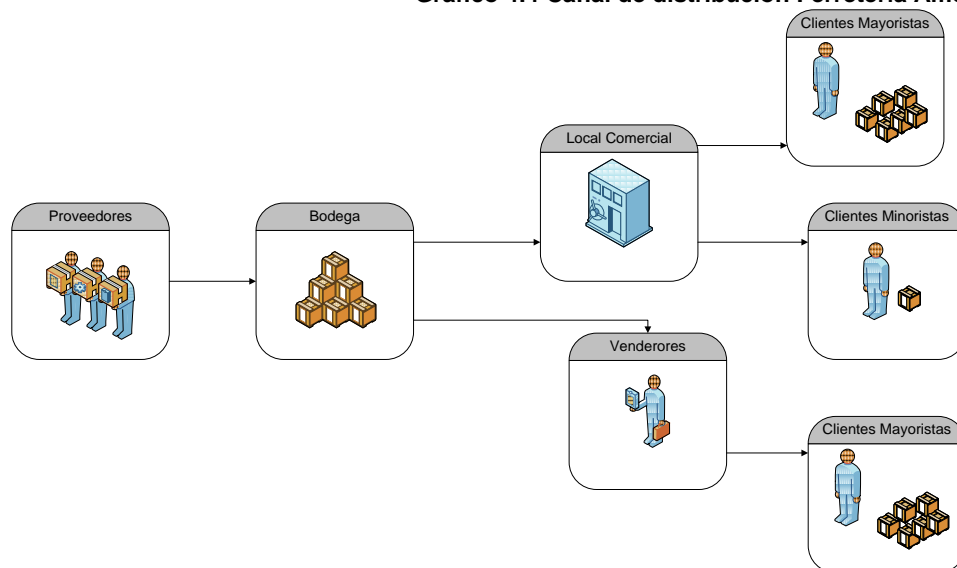 Canal de distribución Ferretería
Clientes Mayoristas
Local Comercial
Proveedores
Bodega
Clientes Minoristas
Venderores
Clientes Mayoristas